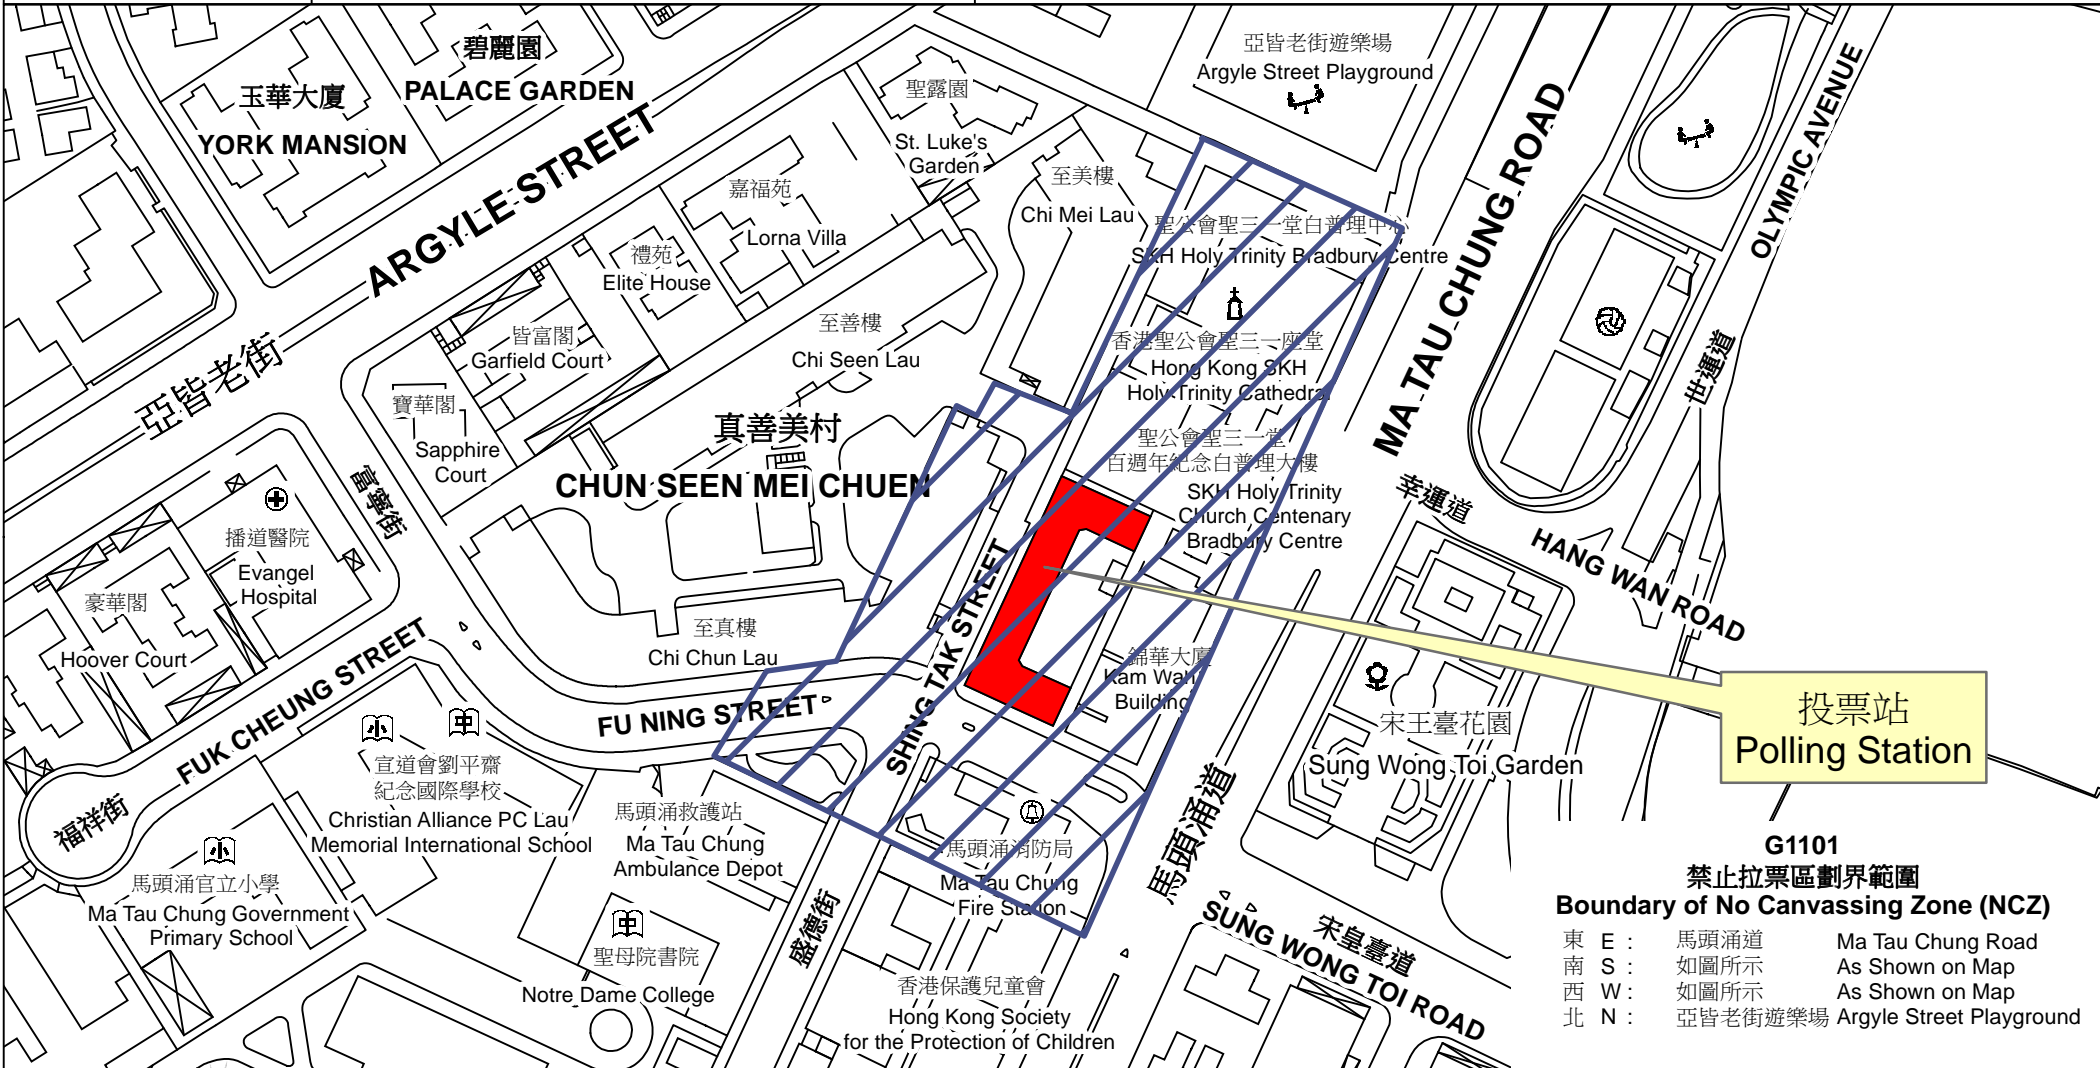 碧麗園
PALACE GARDEN
玉華大廈
YORK MANSION
亞皆老街遊樂場
Argyle Street Playground
聖露園
St. Luke's
Garden
ARGYLE STREET
亞皆老街
嘉福苑
Lorna Villa
禮苑
Elite House
至美樓
Chi Mei Lau
聖公會聖三一堂白普理中心
SKH Holy Trinity Bradbury Centre
MA TAU CHUNG ROAD
OLYMPIC AVENUE
世運道
皆富閣
Garfield Court
至善樓
Chi Seen Lau
香港聖公會聖三一座堂
Hong Kong SKH
Holy Trinity Cathedral
寶華閣
Sapphire
Court
真善美村
CHUN SEEN MEI CHUEN
聖公會聖三一堂
百週年紀念白普理大樓
SKH Holy Trinity
Church Centenary
Bradbury Centre
富寧街
幸運道
HANG WAN ROAD
播道醫院
Evangel
Hospital
豪華閣
Hoover Court
至真樓
Chi Chun Lau
SHING TAK STREET
盛德街
錦華大廈
Kam Wah
Building
FU NING STREET
FUK CHEUNG STREET
福祥街
投票站
Polling Station
宋王臺花園
Sung Wong Toi Garden
小
中
宣道會劉平齋
紀念國際學校
Christian Alliance PC Lau
Memorial International School
馬頭涌救護站
Ma Tau Chung
Ambulance Depot
馬頭涌消防局
Ma Tau Chung
Fire Station
馬頭涌道
小
馬頭涌官立小學
Ma Tau Chung Government
Primary School
中
聖母院書院
Notre Dame College
香港保護兒童會
Hong Kong Society
for the Protection of Children
宋皇臺道
SUNG WONG TOI ROAD
G1101
禁止拉票區劃界範圍
Boundary of No Canvassing Zone (NCZ)
東 E : 馬頭涌道 Ma Tau Chung Road
南 S : 如圖所示 As Shown on Map
西 W : 如圖所示 As Shown on Map
北 N : 亞皆老街遊樂場 Argyle Street Playground